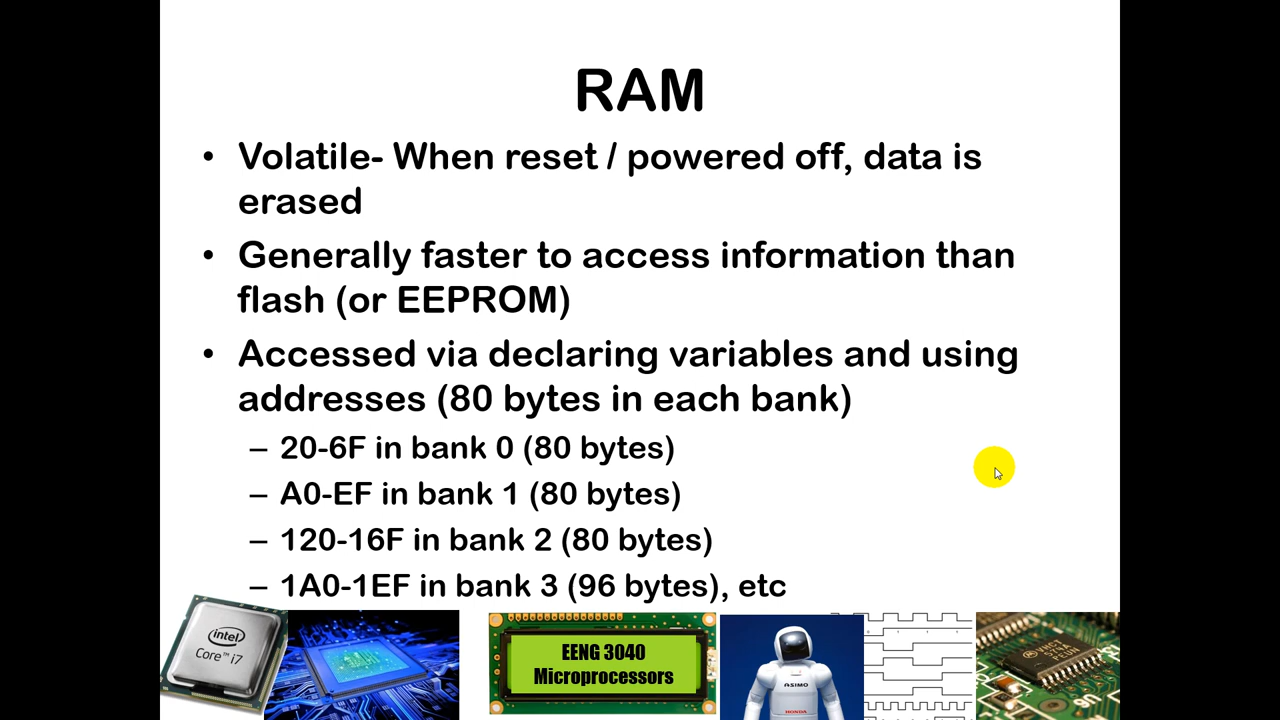 RAM
• Volatile- When reset / powered off, data is
erased
• Generally faster to access information than
flash (or EEPROM)
• Accessed via declaring variables and using
addresses (80 bytes in each bank)
– 20-6F in bank 0 (80 bytes)
– A0-EF in bank 1 (80 bytes)
– 120-16F in bank 2 (80 bytes)
– 1A0-1EF in bank 3 (96 bytes), etc
intel
Core™ i7
EENG 3040
Microprocessors
ASIMO
HONDA